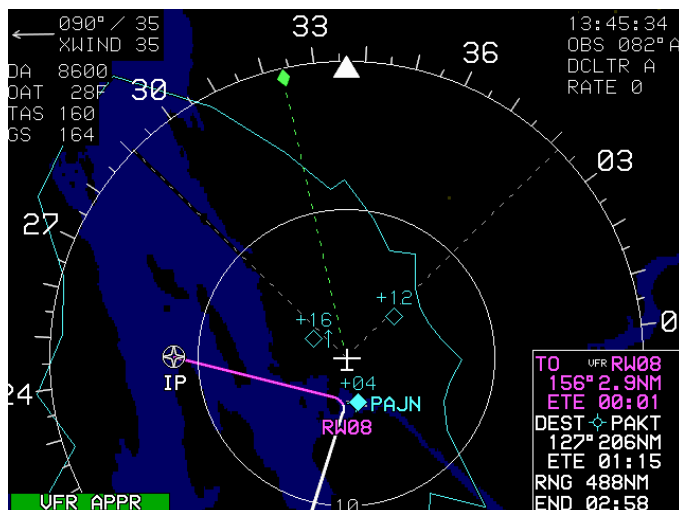 090°/ 35
XWIND 35
DA 8600
OAT 28F
TAS 160
GS 164
13:45:34
OBS 082°A
DCLTR A
RATE 0
33
36
30
03
27
0
24
+16
+12
+04
IP
PAJN
RW08
10
TO VFR RW08
156° 2.9NM
ETE 00:01
DEST PAKT
127° 206NM
ETE 01:15
RNG 488NM
END 02:58
VFR APPR